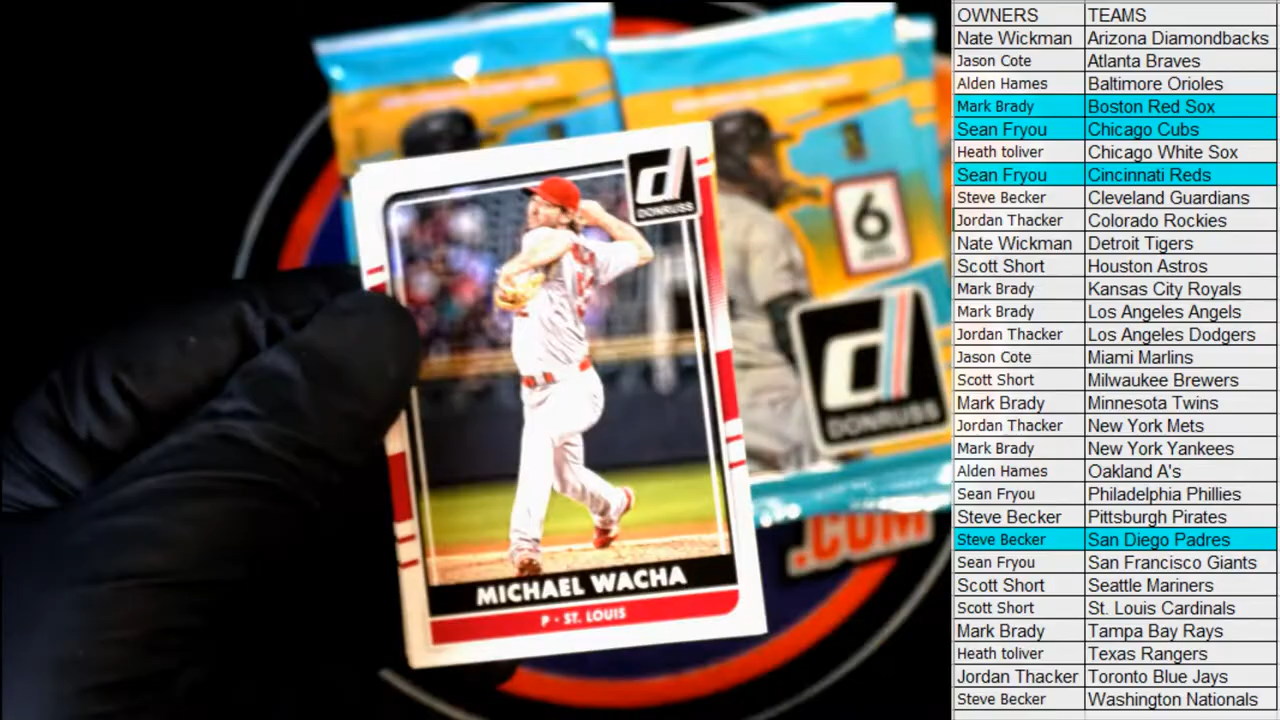 d
DONRUSS
MICHAEL WACHA
P · ST. LOUIS
6
d
DONRUSS
.COM
OWNERS TEAMS
Nate Wickman Arizona Diamondbacks
Jason Cote Atlanta Braves
Alden Hames Baltimore Orioles
Mark Brady Boston Red Sox
Sean Fryou Chicago Cubs
Heath toliver Chicago White Sox
Sean Fryou Cincinnati Reds
Steve Becker Cleveland Guardians
Jordan Thacker Colorado Rockies
Nate Wickman Detroit Tigers
Scott Short Houston Astros
Mark Brady Kansas City Royals
Mark Brady Los Angeles Angels
Jordan Thacker Los Angeles Dodgers
Jason Cote Miami Marlins
Scott Short Milwaukee Brewers
Mark Brady Minnesota Twins
Jordan Thacker New York Mets
Mark Brady New York Yankees
Alden Hames Oakland A's
Sean Fryou Philadelphia Phillies
Steve Becker Pittsburgh Pirates
Steve Becker San Diego Padres
Sean Fryou San Francisco Giants
Scott Short Seattle Mariners
Scott Short St. Louis Cardinals
Mark Brady Tampa Bay Rays
Heath toliver Texas Rangers
Jordan Thacker Toronto Blue Jays
Steve Becker Washington Nationals